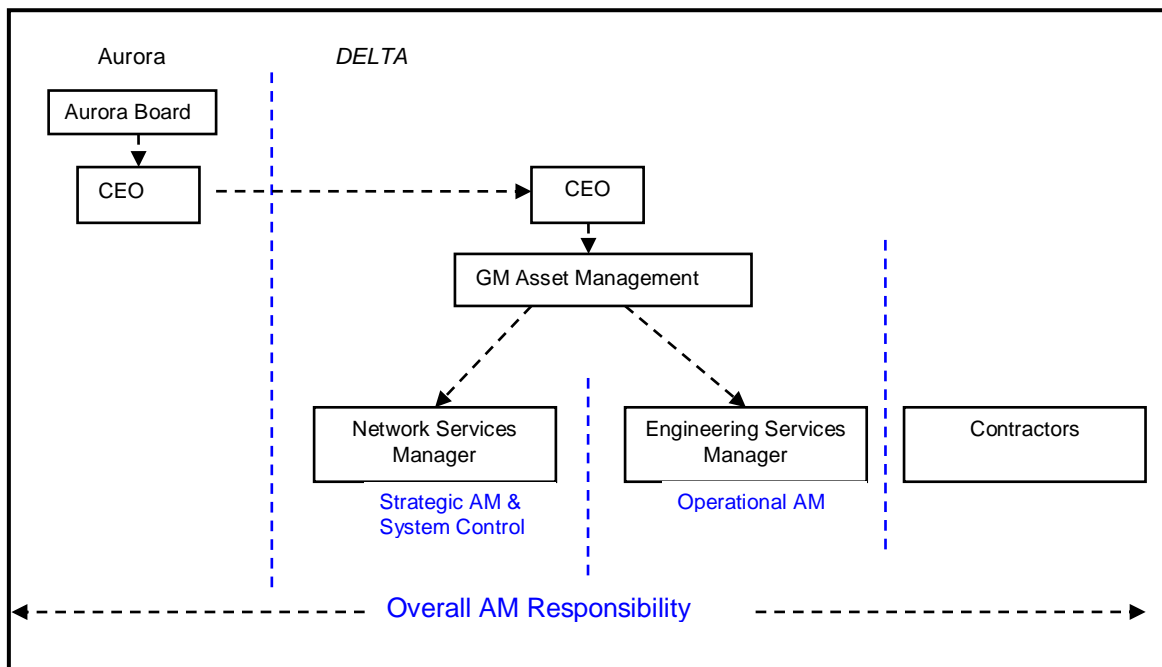 Aurora
DELTA
Aurora Board
CEO
CEO
GM Asset Management
Network Services
Manager
Engineering Services
Manager
Contractors
Strategic AM &
System Control
Operational AM
Overall AM Responsibility